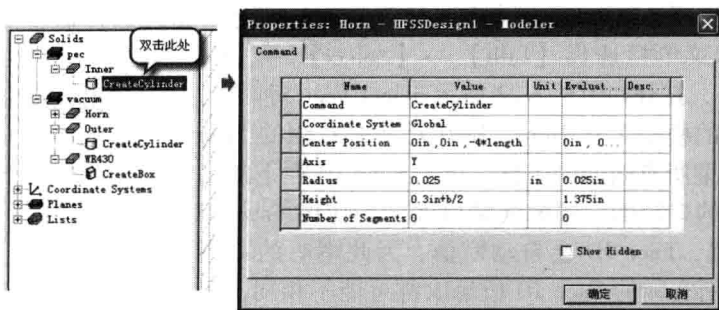 Solids
pec
Inner
CreateCylinder
双击此处
vacuum
Horn
Outer
CreateCylinder
WR430
CreateBox
Coordinate Systems
Planes
Lists
Properties: Horn - HFSSDesign1 - Modeler
Command
Name Value Unit Evaluat... Desc...
Command CreateCylinder
Coordinate System Global
Center Position 0in ,0in ,-4*length 0in , 0...
Axis Y
Radius 0.025 in 0.025in
Height 0.3in+b/2 1.375in
Number of Segments 0 0
Show Hidden
确定 取消